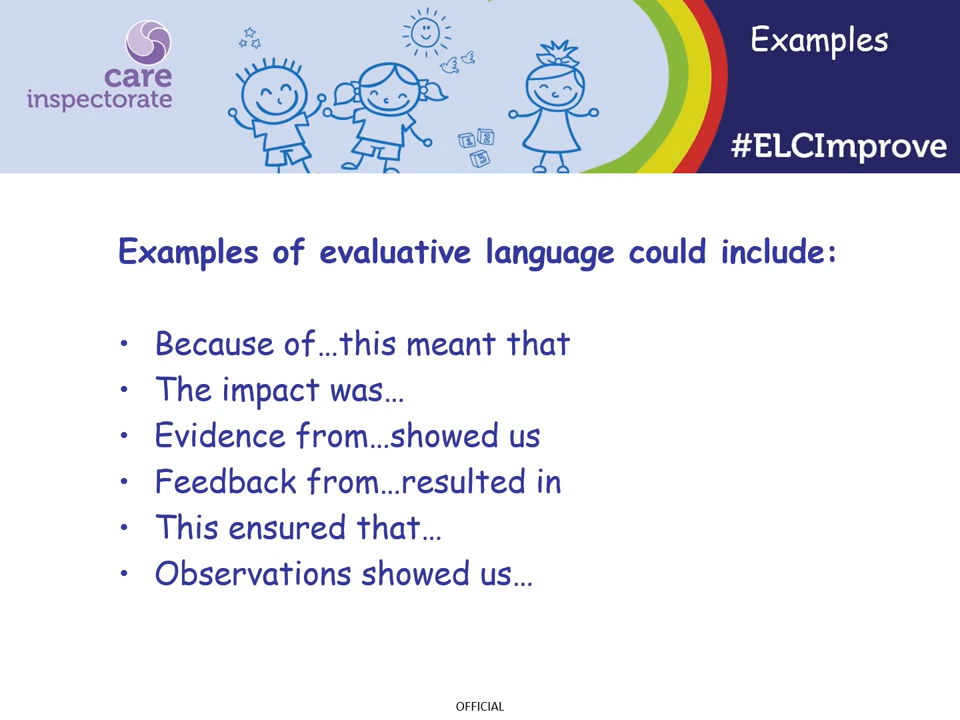 care
inspectorate
Examples
#ELCImprove
Examples of evaluative language could include:
• Because of…this meant that
• The impact was…
• Evidence from…showed us
• Feedback from…resulted in
• This ensured that…
• Observations showed us…
OFFICIAL